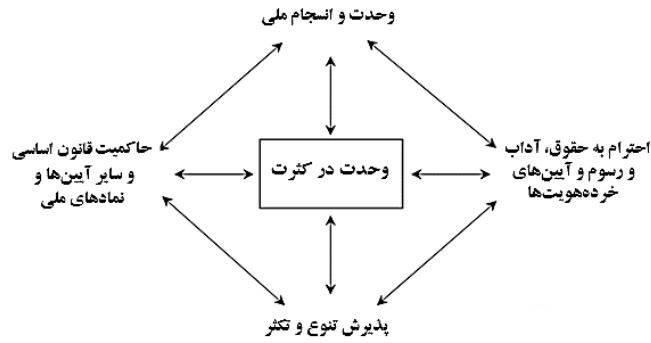 وحدت و انسجام ملی
احترام به حقوق، آداب
و رسوم و آیین‌های
خرده‌هویت‌ها
وحدت در کثرت
حاکمیت قانون اساسی
و سایر آیین‌ها و
نمادهای ملی
پذیرش تنوع و تکثر